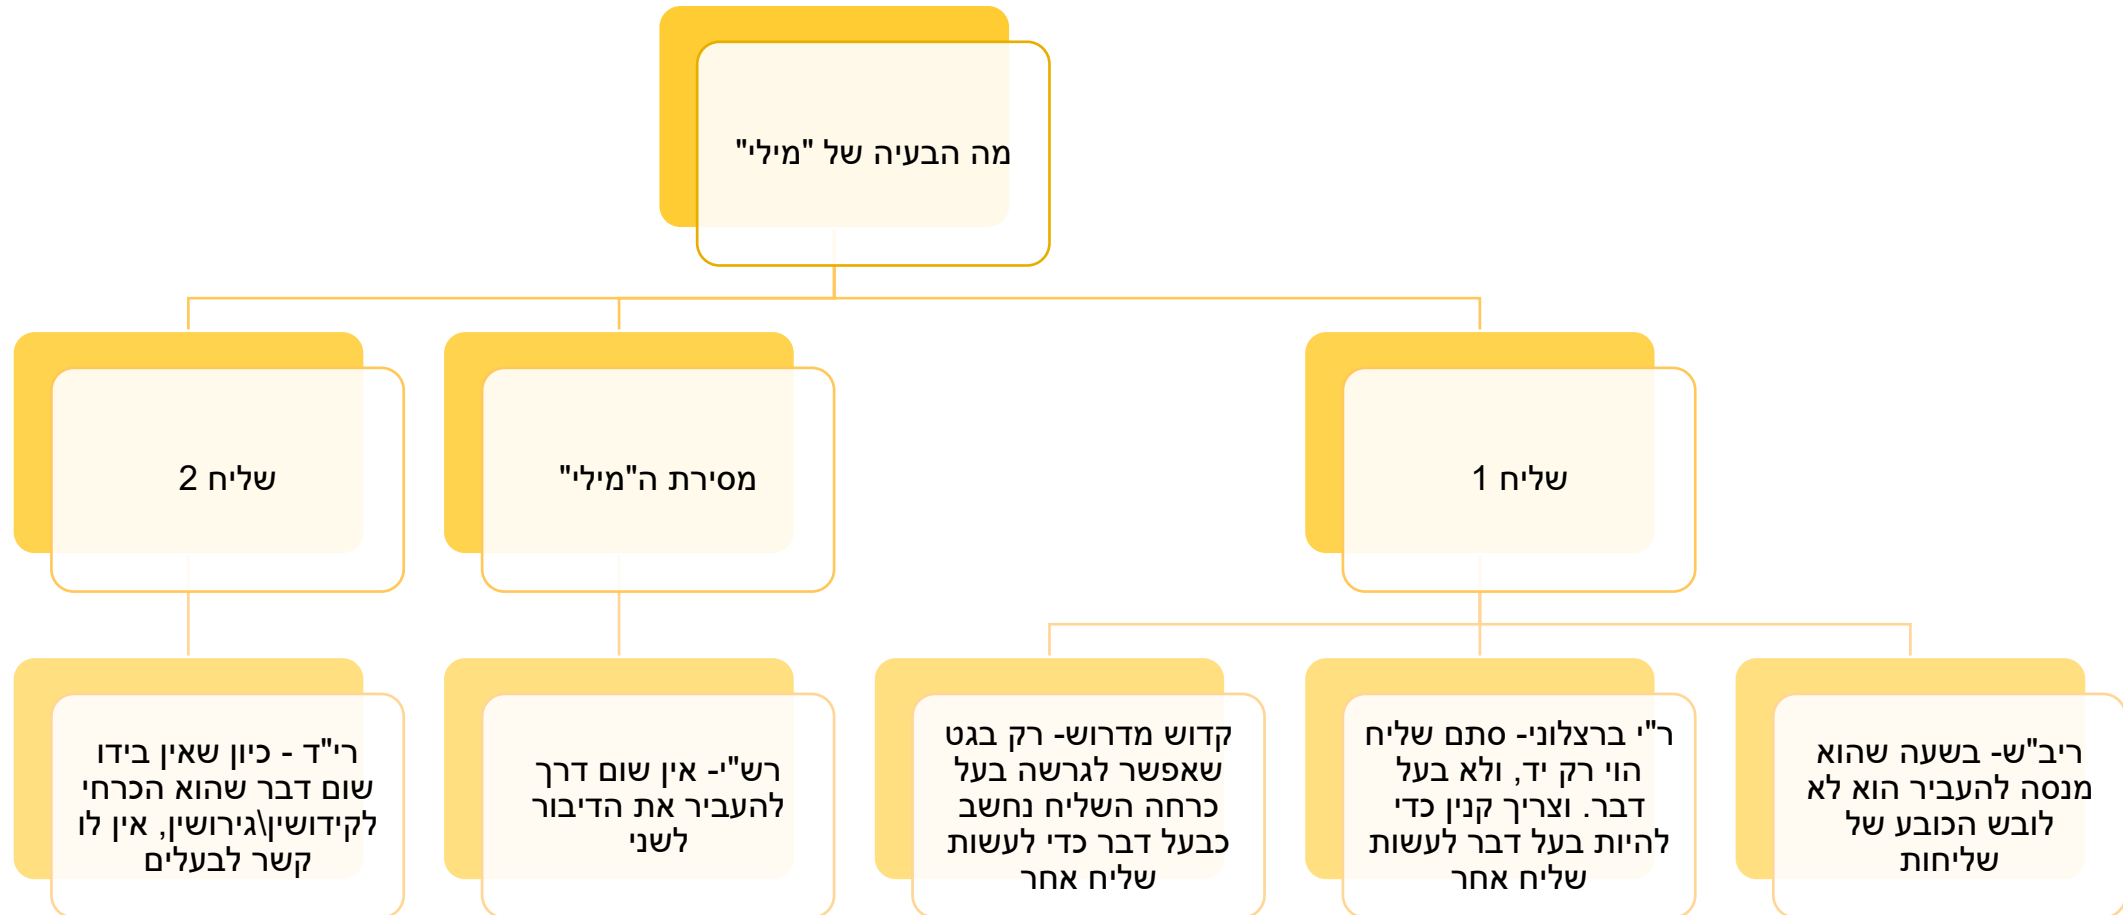 מה הבעיה של "מילי"
שליח 1
מסירת ה"מילי"
שליח 2
ריב"ש- בשעה שהוא
מנסה להעביר הוא לא
לובש הכובע של
שליחות
ר"י ברצלוני- סתם שליח
הוי רק יד, ולא בעל
דבר. וצריך קנין כדי
להיות בעל דבר לעשות
שליח אחר
קדוש מדרוש- רק בגט
שאפשר לגרשה בעל
כרחה השליח נחשב
כבעל דבר כדי לעשות
שליח אחר
רש"י- אין שום דרך
להעביר את הדיבור
לשני
רי"ד - כיון שאין בידו
שום דבר שהוא הכרחי
לקידושין\גירושין, אין לו
קשר לבעלים